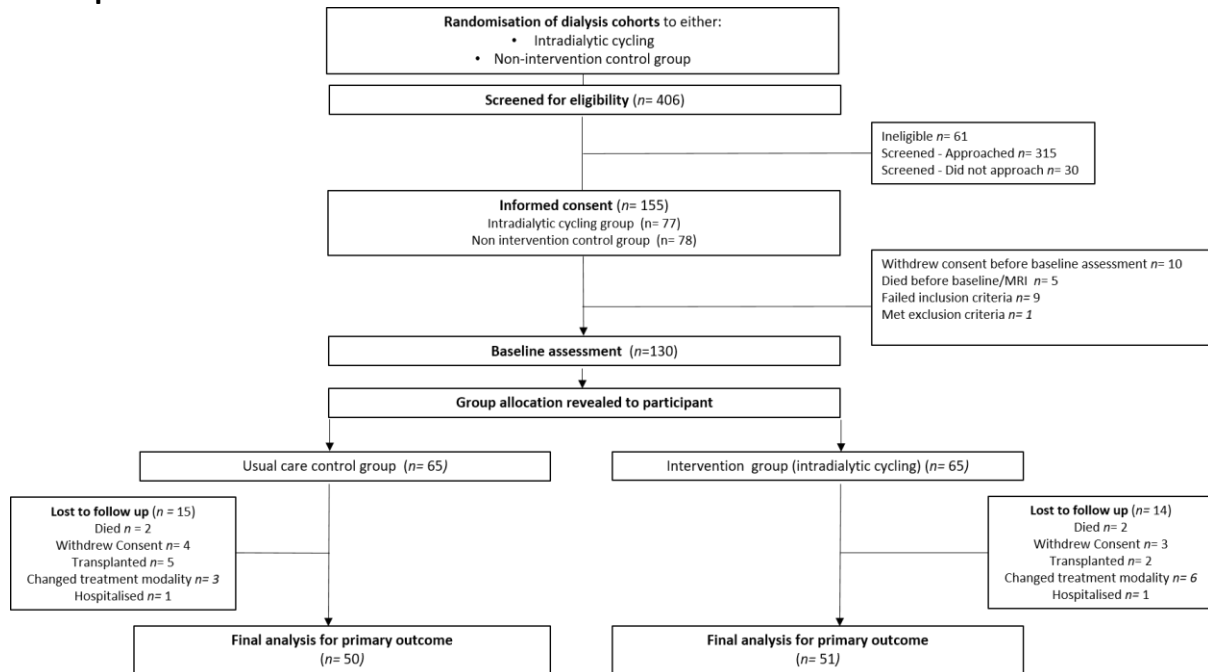 Randomisation of dialysis cohorts to either:
• Intradialytic cycling
• Non-intervention control group
Screened for eligibility (n= 406)
Ineligible n= 61
Screened - Approached n= 315
Screened - Did not approach n= 30
Informed consent (n= 155)
Intradialytic cycling group (n= 77)
Non intervention control group (n= 78)
Withdrew consent before baseline assessment n= 10
Died before baseline/MRI n= 5
Failed inclusion criteria n= 9
Met exclusion criteria n= 1
Baseline assessment (n=130)
Group allocation revealed to participant
Usual care control group (n= 65)
Intervention group (intradialytic cycling) (n= 65)
Lost to follow up (n = 15)
Died n = 2
Withdrew Consent n= 4
Transplanted n= 5
Changed treatment modality n= 3
Hospitalised n= 1
Lost to follow up (n= 14)
Died n= 2
Withdrew Consent n= 3
Transplanted n= 2
Changed treatment modality n= 6
Hospitalised n= 1
Final analysis for primary outcome
(n= 50)
Final analysis for primary outcome
(n= 51)